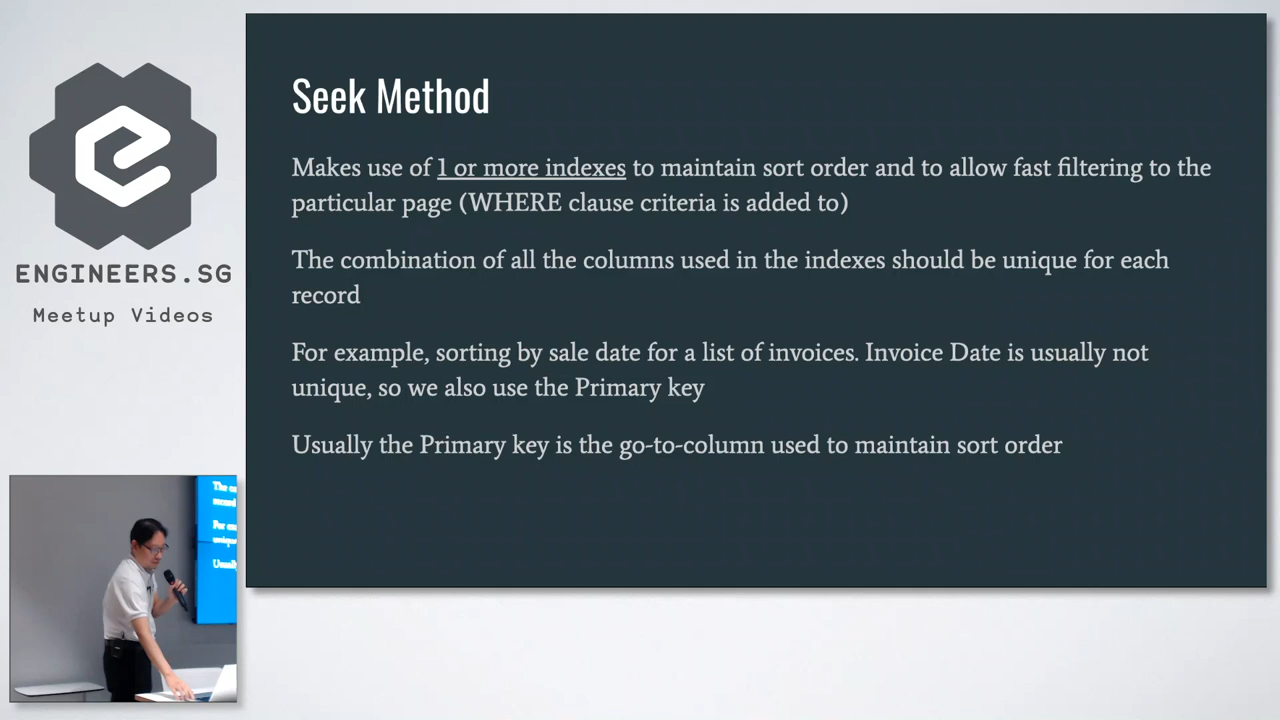 Seek Method
Makes use of 1 or more indexes to maintain sort order and to allow fast filtering to the
particular page (WHERE clause criteria is added to)
The combination of all the columns used in the indexes should be unique for each
record
For example, sorting by sale date for a list of invoices. Invoice Date is usually not
unique, so we also use the Primary key
Usually the Primary key is the go-to-column used to maintain sort order
ENGINEERS.SG
Meetup Videos
The
record
unique
Usually